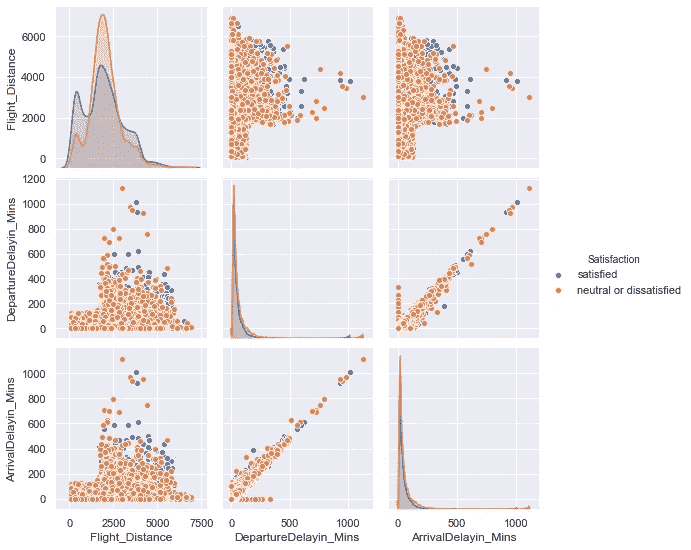 Flight_Distance
6000
4000
2000
0
DepartureDelayin_Mins
1200
1000
800
600
400
200
0
Satisfaction
satisfied
neutral or dissatisfied
ArrivalDelayin_Mins
1000
800
600
400
200
0
0 2500 5000 7500
0 500 1000
0 500 1000
Flight_Distance
DepartureDelayin_Mins
ArrivalDelayin_Mins